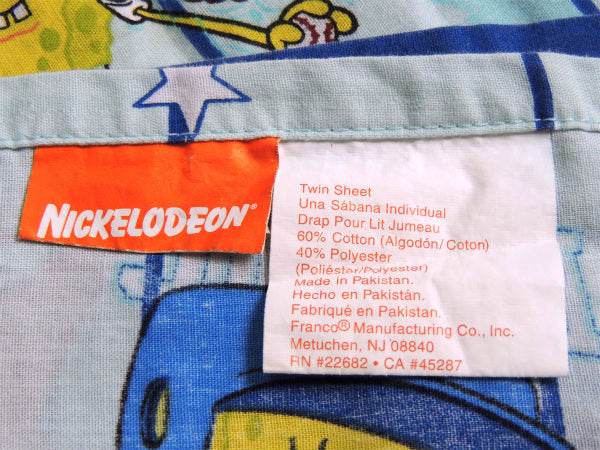 NICKELODEON®
Twin Sheet
Una Sábana Individual
Drap Pour Lit Jumeau
60% Cotton (Algodón/Coton)
40% Polyester
(Poliéster/Polyester)
Made in Pakistan.
Hecho en Pakistán.
Fabriqué en Pakistan.
Franco® Manufacturing Co., Inc.
Metuchen, NJ 08840
RN #22682 • CA #45287